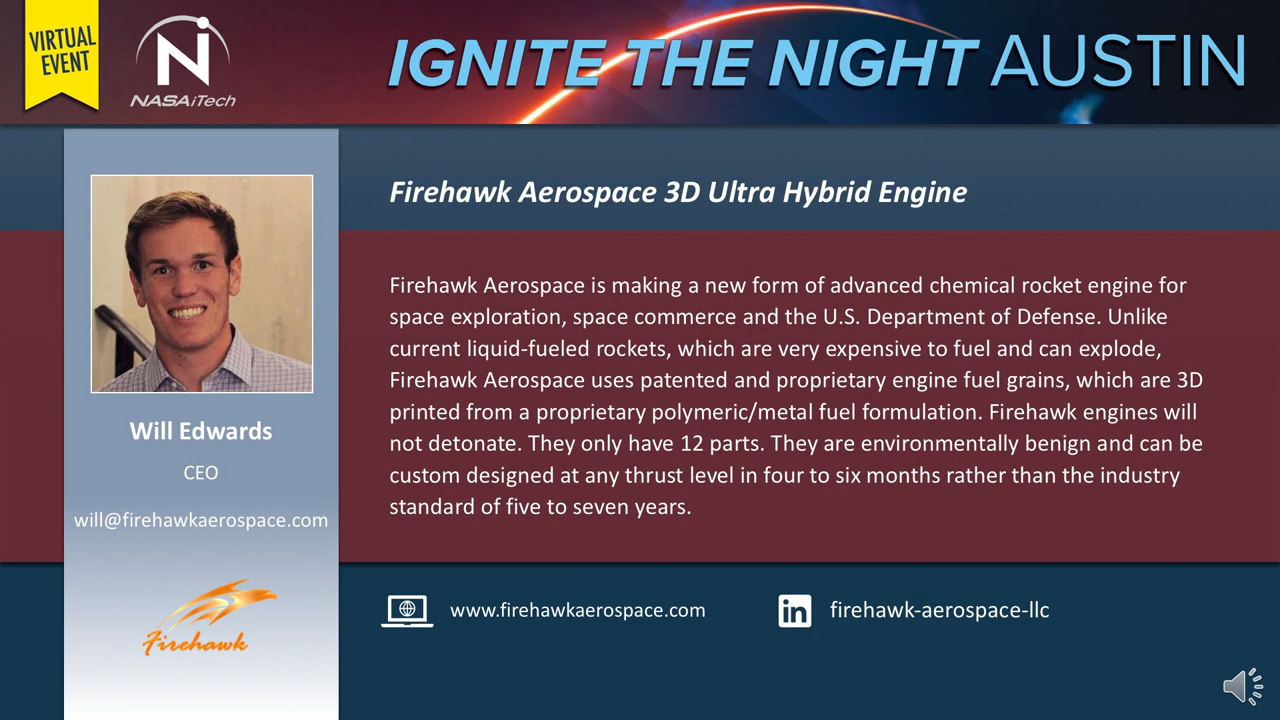 VIRTUAL
EVENT
NASAiTech
IGNITE THE NIGHT AUSTIN
Firehawk Aerospace 3D Ultra Hybrid Engine
Firehawk Aerospace is making a new form of advanced chemical rocket engine for
space exploration, space commerce and the U.S. Department of Defense. Unlike
current liquid-fueled rockets, which are very expensive to fuel and can explode,
Firehawk Aerospace uses patented and proprietary engine fuel grains, which are 3D
printed from a proprietary polymeric/metal fuel formulation. Firehawk engines will
not detonate. They only have 12 parts. They are environmentally benign and can be
custom designed at any thrust level in four to six months rather than the industry
standard of five to seven years.
Will Edwards
CEO
will@firehawkaerospace.com
Firehawk
www.firehawkaerospace.com
in firehawk-aerospace-llc